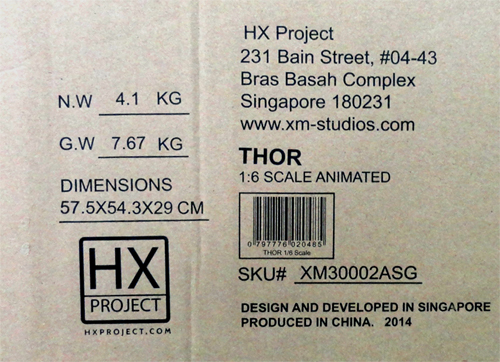 HX Project
231 Bain Street, #04-43
Bras Basah Complex
Singapore 180231
www.xm-studios.com
N.W 4.1 KG
G.W 7.67 KG
DIMENSIONS
57.5X54.3X29 CM
THOR
1:6 SCALE ANIMATED
0 797776 020485
THOR 1/6 Scale
SKU# XM30002ASG
HX
PROJECT
HXPROJECT.COM
DESIGN AND DEVELOPED IN SINGAPORE
PRODUCED IN CHINA. 2014